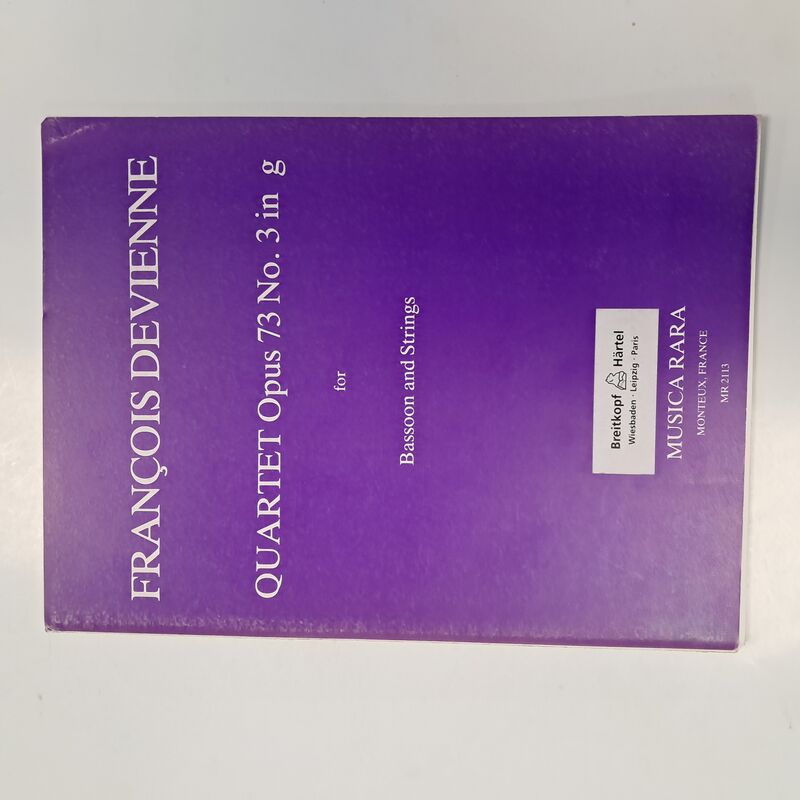 FRANÇOIS DEVIENNE
QUARTET Opus 73 No. 3 in g
for
Bassoon and Strings
Breitkopf Härtel
Wiesbaden · Leipzig · Paris
MUSICA RARA
MONTEUX, FRANCE
MR 2113